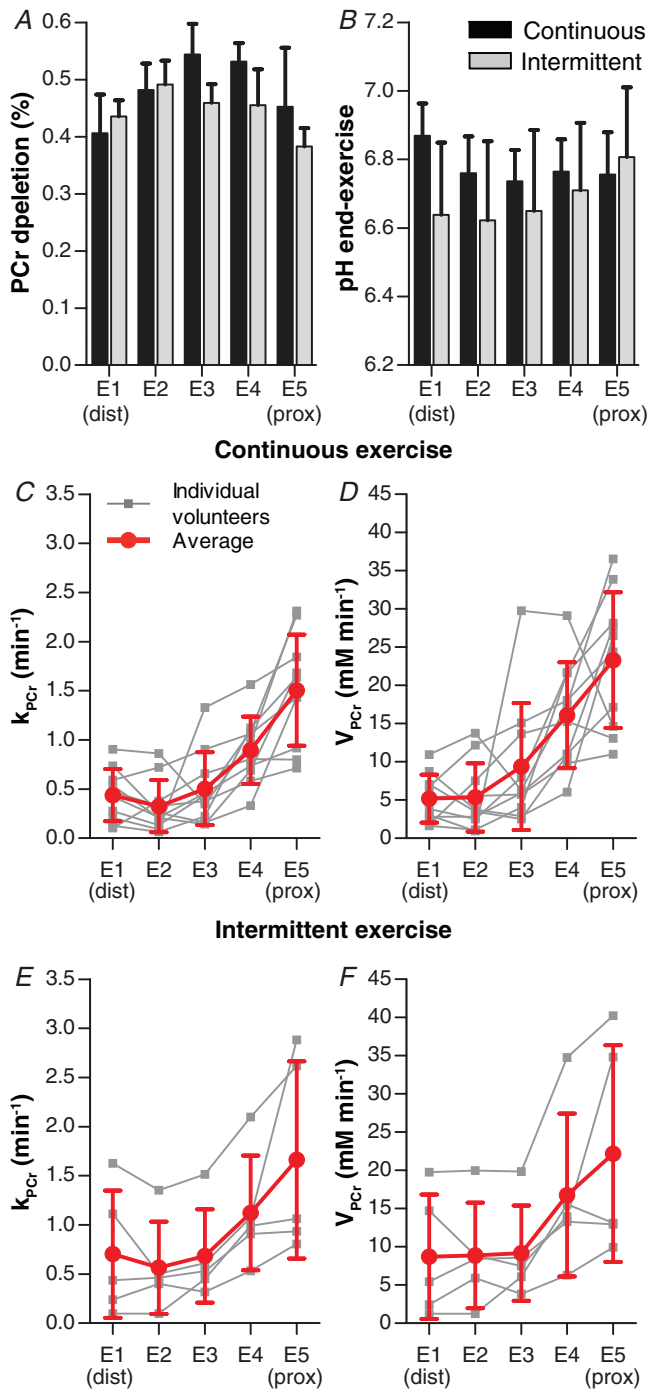 A
PCr dpeletion (%)
0.6
0.5
0.4
0.3
0.2
0.1
0.0
E1 E2 E3 E4 E5
(dist) (prox)
B
Continuous
Intermittent
pH end-exercise
7.2
7.0
6.8
6.6
6.4
6.2
E1 E2 E3 E4 E5
(dist) (prox)
Continuous exercise
C
Individual
volunteers
Average
kPCr (min⁻¹)
3.5
3.0
2.5
2.0
1.5
1.0
0.5
0.0
E1 E2 E3 E4 E5
(dist) (prox)
D
VPCr (mM min⁻¹)
45
40
35
30
25
20
15
10
5
0
E1 E2 E3 E4 E5
(dist) (prox)
Intermittent exercise
E
kPCr (min⁻¹)
3.5
3.0
2.5
2.0
1.5
1.0
0.5
0.0
E1 E2 E3 E4 E5
(dist) (prox)
F
VPCr (mM min⁻¹)
45
40
35
30
25
20
15
10
5
0
E1 E2 E3 E4 E5
(dist) (prox)